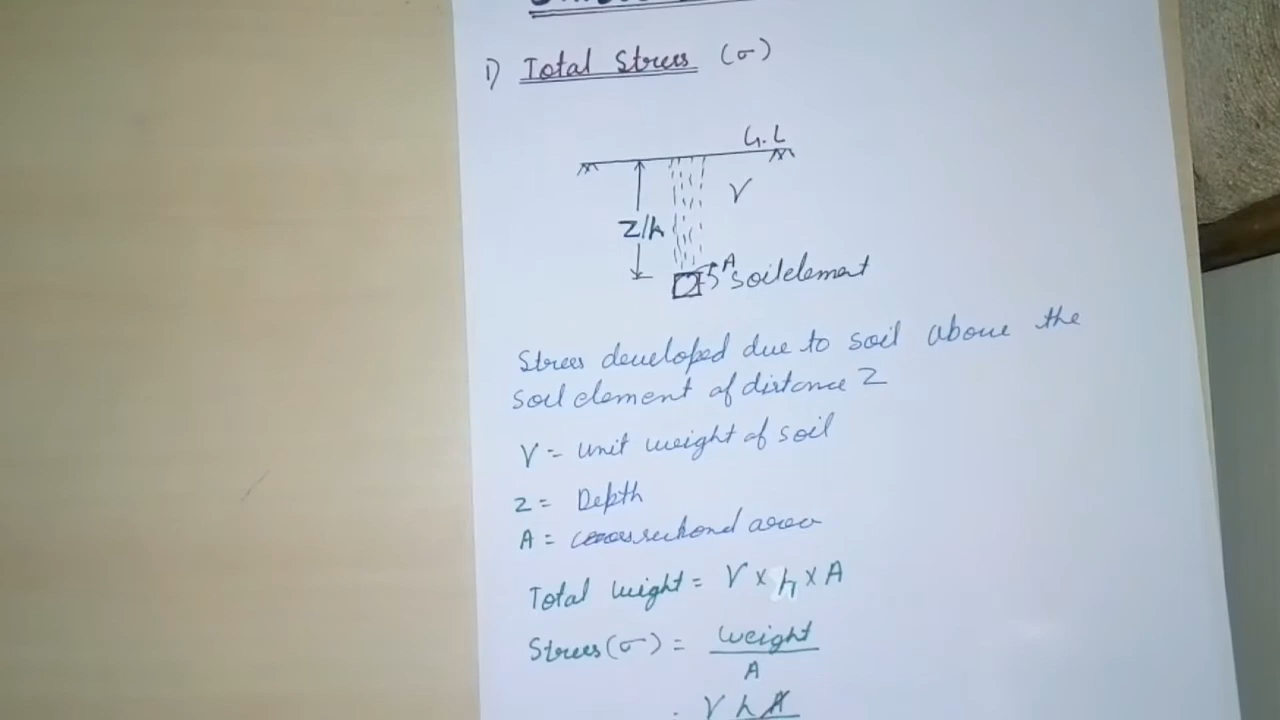 1) Total Stress (σ)
G.L
γ
Z/h
A
soil element
Stress developed due to soil above the
soil element of distance Z
γ = unit weight of soil
z = Depth
A = cross sectional area
Total weight = γ × h × A
Stress (σ) = weight
A
γ h A